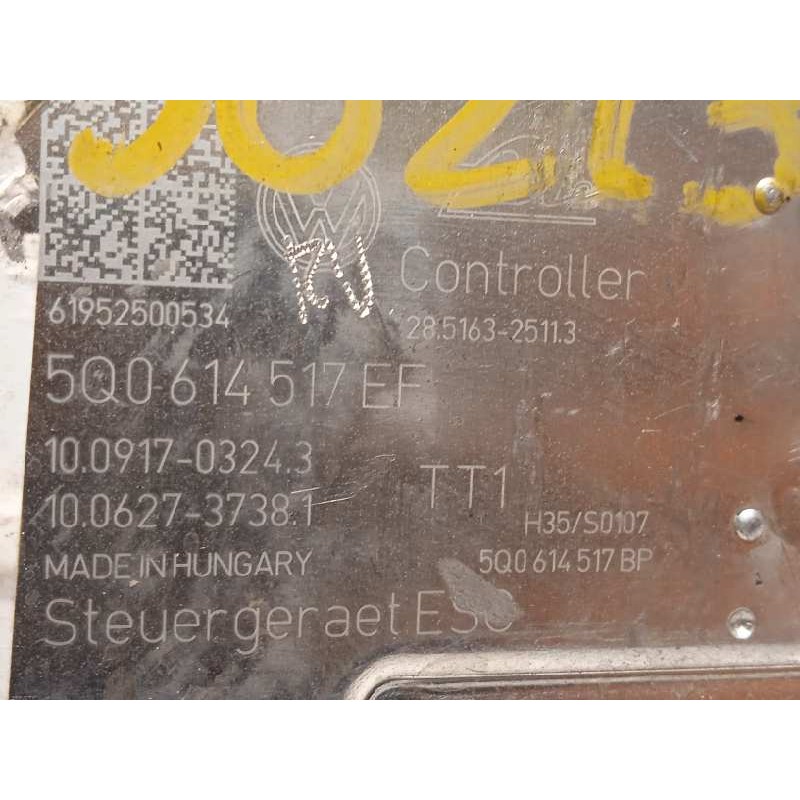 61952500534
Controller
28.5163-2511.3
5Q0 614 517 EF
10.0917-0324.3
10.0627-3738.1
TT1
H35/S0107
MADE IN HUNGARY
5Q0 614 517 BP
Steuergeraet ESC